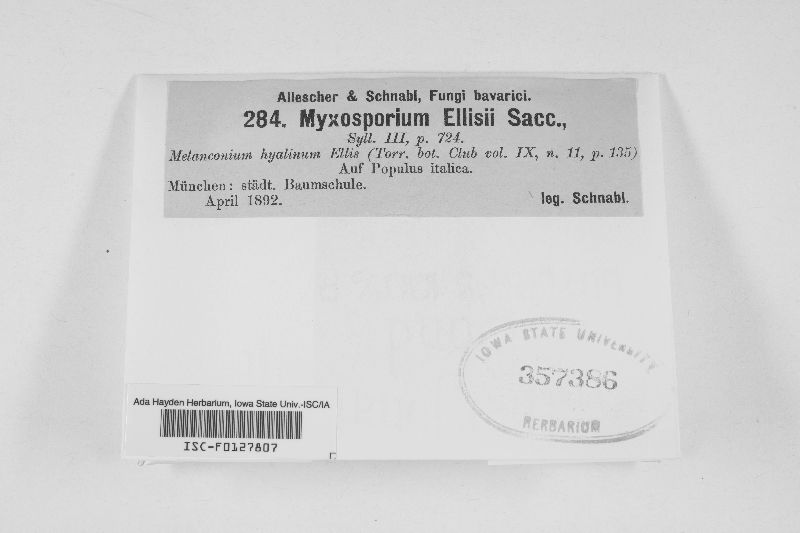 Allescher & Schnabl, Fungi bavarici.
284. Myxosporium Ellisii Sacc.,
Syll. III, p. 724.
Melanconium hyalinum Ellis (Torr. bot. Club vol. IX, n. 11, p. 135)
Auf Populus italica.
München: städt. Baumschule.
April 1892.
leg. Schnabl.
IOWA STATE UNIVERSITY
357386
HERBARIUM
Ada Hayden Herbarium, Iowa State Univ.-ISC/IA
ISC-F0127807